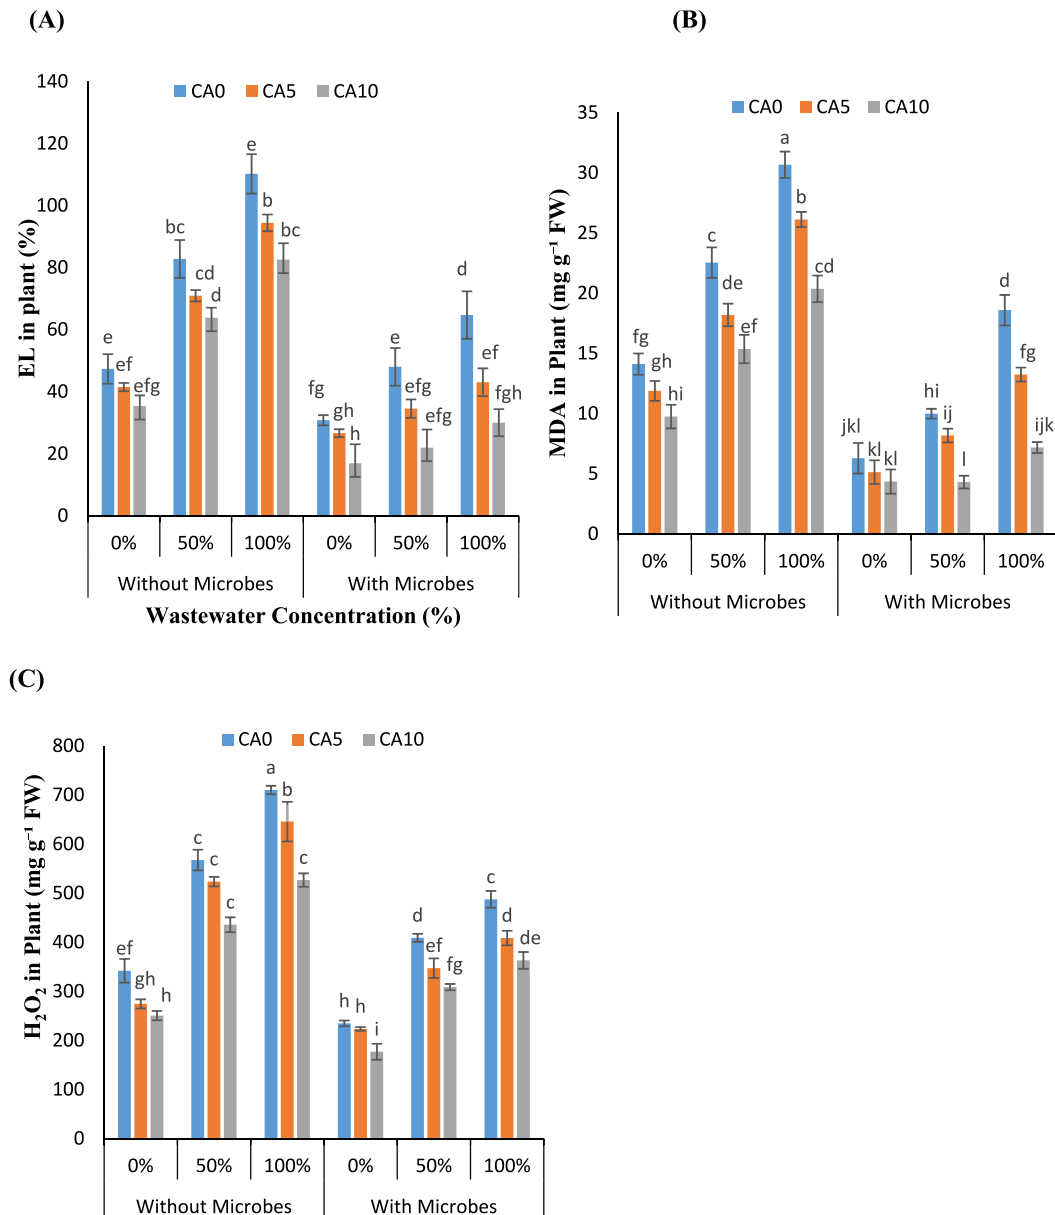 (A)
EL in plant (%)
CA0 CA5 CA10
140
120
100
80
60
40
20
0
e ef efg
bc cd d
e b bc
fg gh h
e efg efg
d ef fgh
0% 50% 100% 0% 50% 100%
Without Microbes With Microbes
Wastewater Concentration (%)
(B)
MDA in Plant (mg g⁻¹ FW)
CA0 CA5 CA10
35
30
25
20
15
10
5
0
fg gh hi
c de ef
a b cd
jkl kl kl
hi ij l
d fg ijk
0% 50% 100% 0% 50% 100%
Without Microbes With Microbes
(C)
H₂O₂ in Plant (mg g⁻¹ FW)
CA0 CA5 CA10
800
700
600
500
400
300
200
100
0
ef gh h
c c c
a b c
h h i
d ef fg
c d de
0% 50% 100% 0% 50% 100%
Without Microbes With Microbes